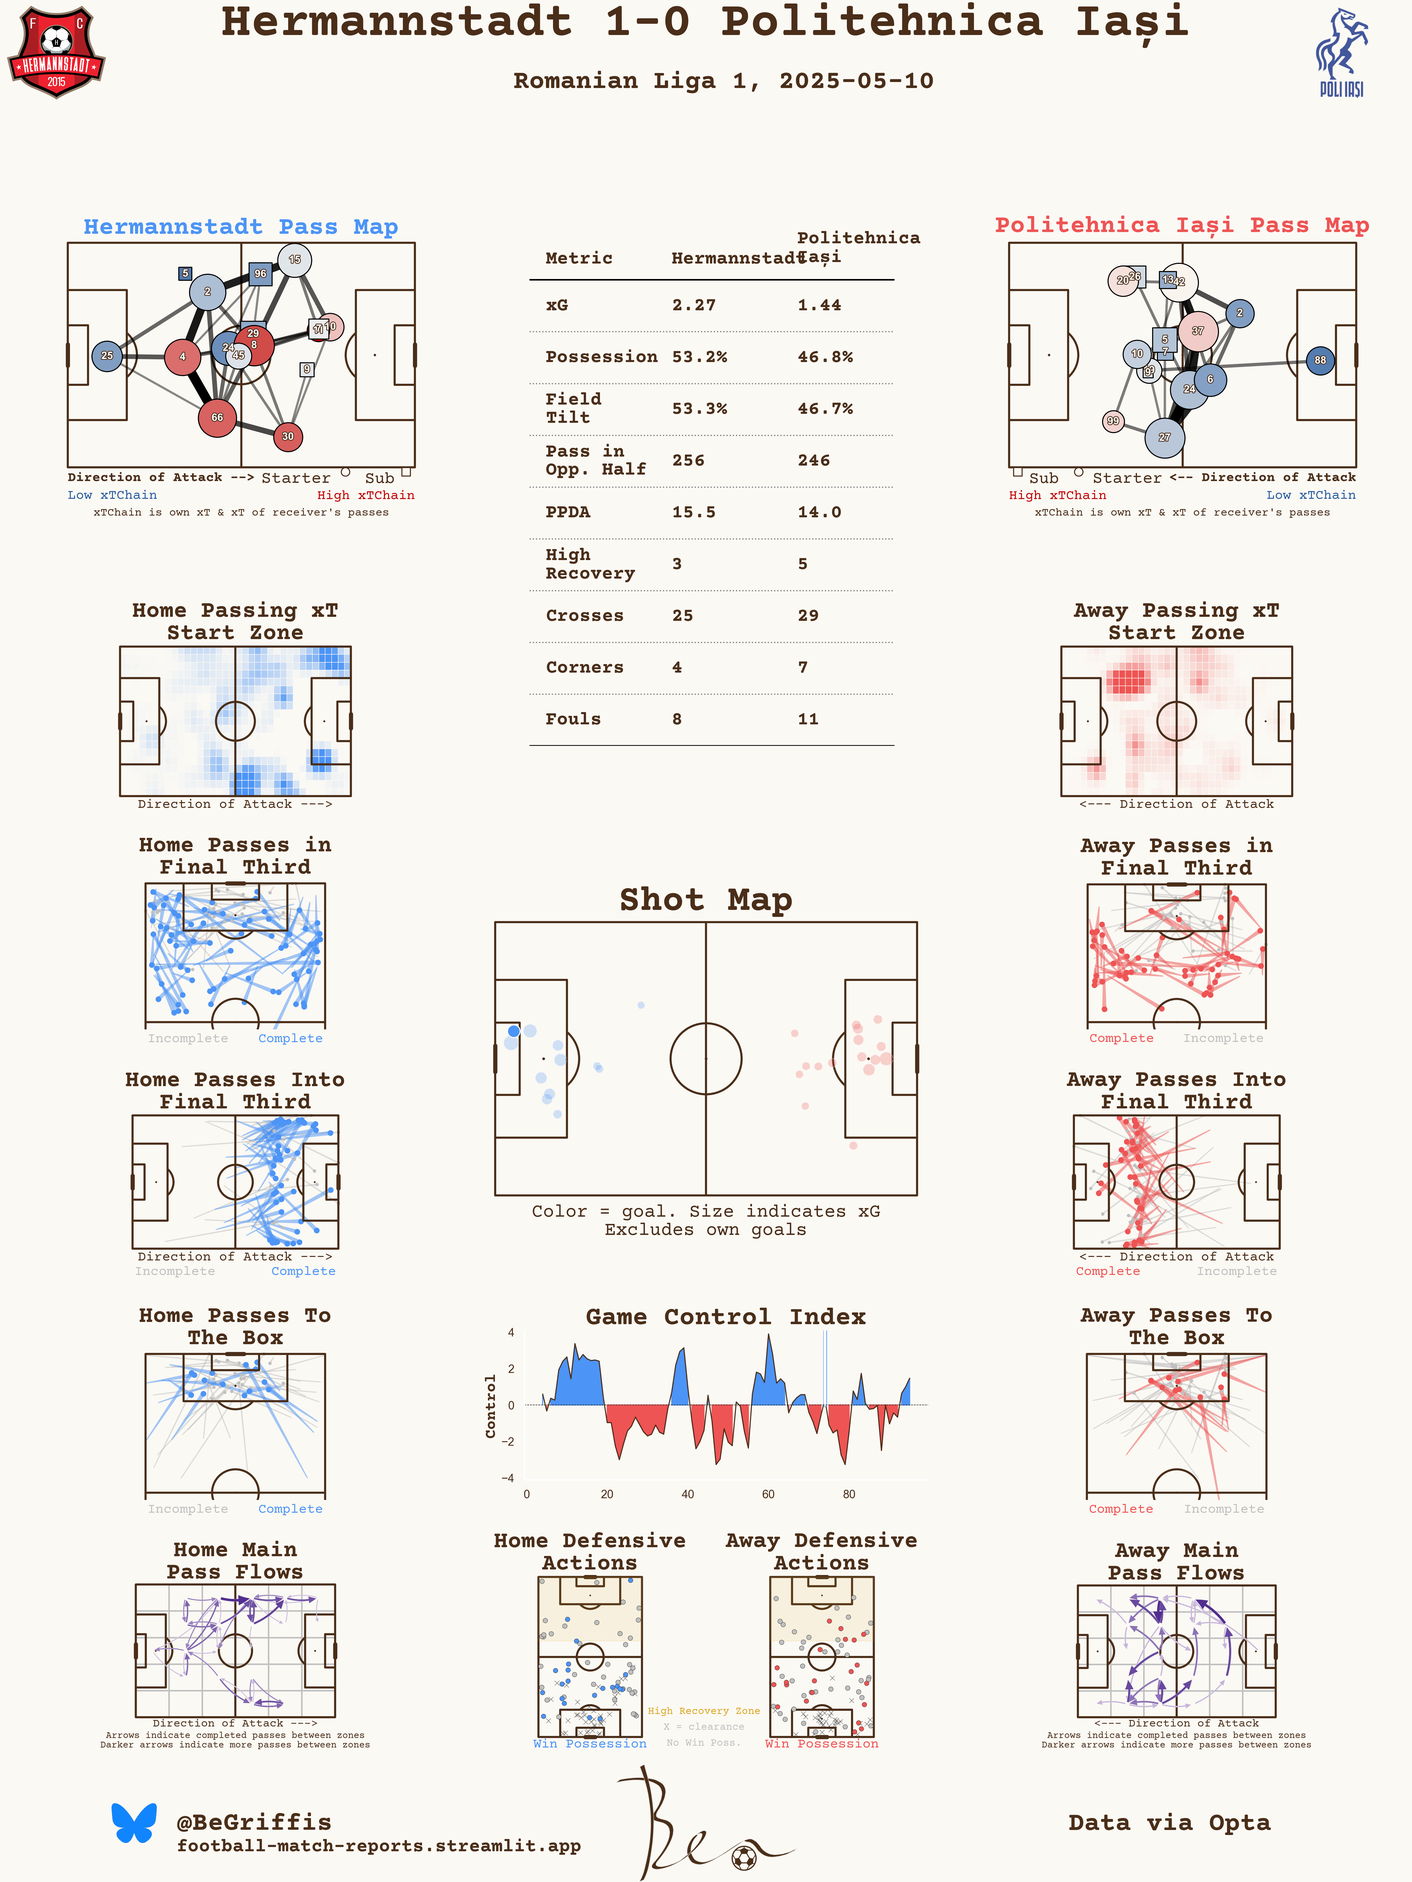 Hermannstadt 1-0 Politehnica Iași
Romanian Liga 1, 2025-05-10
F C
H
HERMANNSTADT
2015
POLI IAȘI
Hermannstadt Pass Map
5
96
15
2
10
29
8
24
45
25
4
9
66
30
Direction of Attack --> Starter Sub
Low xTChain High xTChain
xTChain is own xT & xT of receiver's passes
Metric Hermannstadt Politehnica Iași
xG 2.27 1.44
Possession 53.2% 46.8%
Field Tilt 53.3% 46.7%
Pass in Opp. Half 256 246
PPDA 15.5 14.0
High Recovery 3 5
Crosses 25 29
Corners 4 7
Fouls 8 11
Politehnica Iași Pass Map
20
26
13
42
2
37
5
7
10
88
6
24
99
27
Sub Starter <-- Direction of Attack
High xTChain Low xTChain
xTChain is own xT & xT of receiver's passes
Home Passing xT
Start Zone
Direction of Attack --->
Away Passing xT
Start Zone
<--- Direction of Attack
Home Passes in
Final Third
Incomplete Complete
Away Passes in
Final Third
Complete Incomplete
Shot Map
Color = goal. Size indicates xG
Excludes own goals
Home Passes Into
Final Third
Direction of Attack --->
Incomplete Complete
Away Passes Into
Final Third
<--- Direction of Attack
Complete Incomplete
Home Passes To
The Box
Incomplete Complete
Game Control Index
Control
4
2
0
−2
−4
0 20 40 60 80
Away Passes To
The Box
Complete Incomplete
Home Main
Pass Flows
Direction of Attack --->
Arrows indicate completed passes between zones
Darker arrows indicate more passes between zones
Home Defensive
Actions
Win Possession
Away Defensive
Actions
Win Possession
High Recovery Zone
X = clearance
No Win Poss.
Away Main
Pass Flows
<--- Direction of Attack
Arrows indicate completed passes between zones
Darker arrows indicate more passes between zones
@BeGriffis
football-match-reports.streamlit.app
Ben
Data via Opta